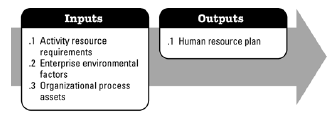 Inputs
.1 Activity resource
requirements
.2 Enterprise environmental
factors
.3 Organizational process
assets
Outputs
.1 Human resource plan